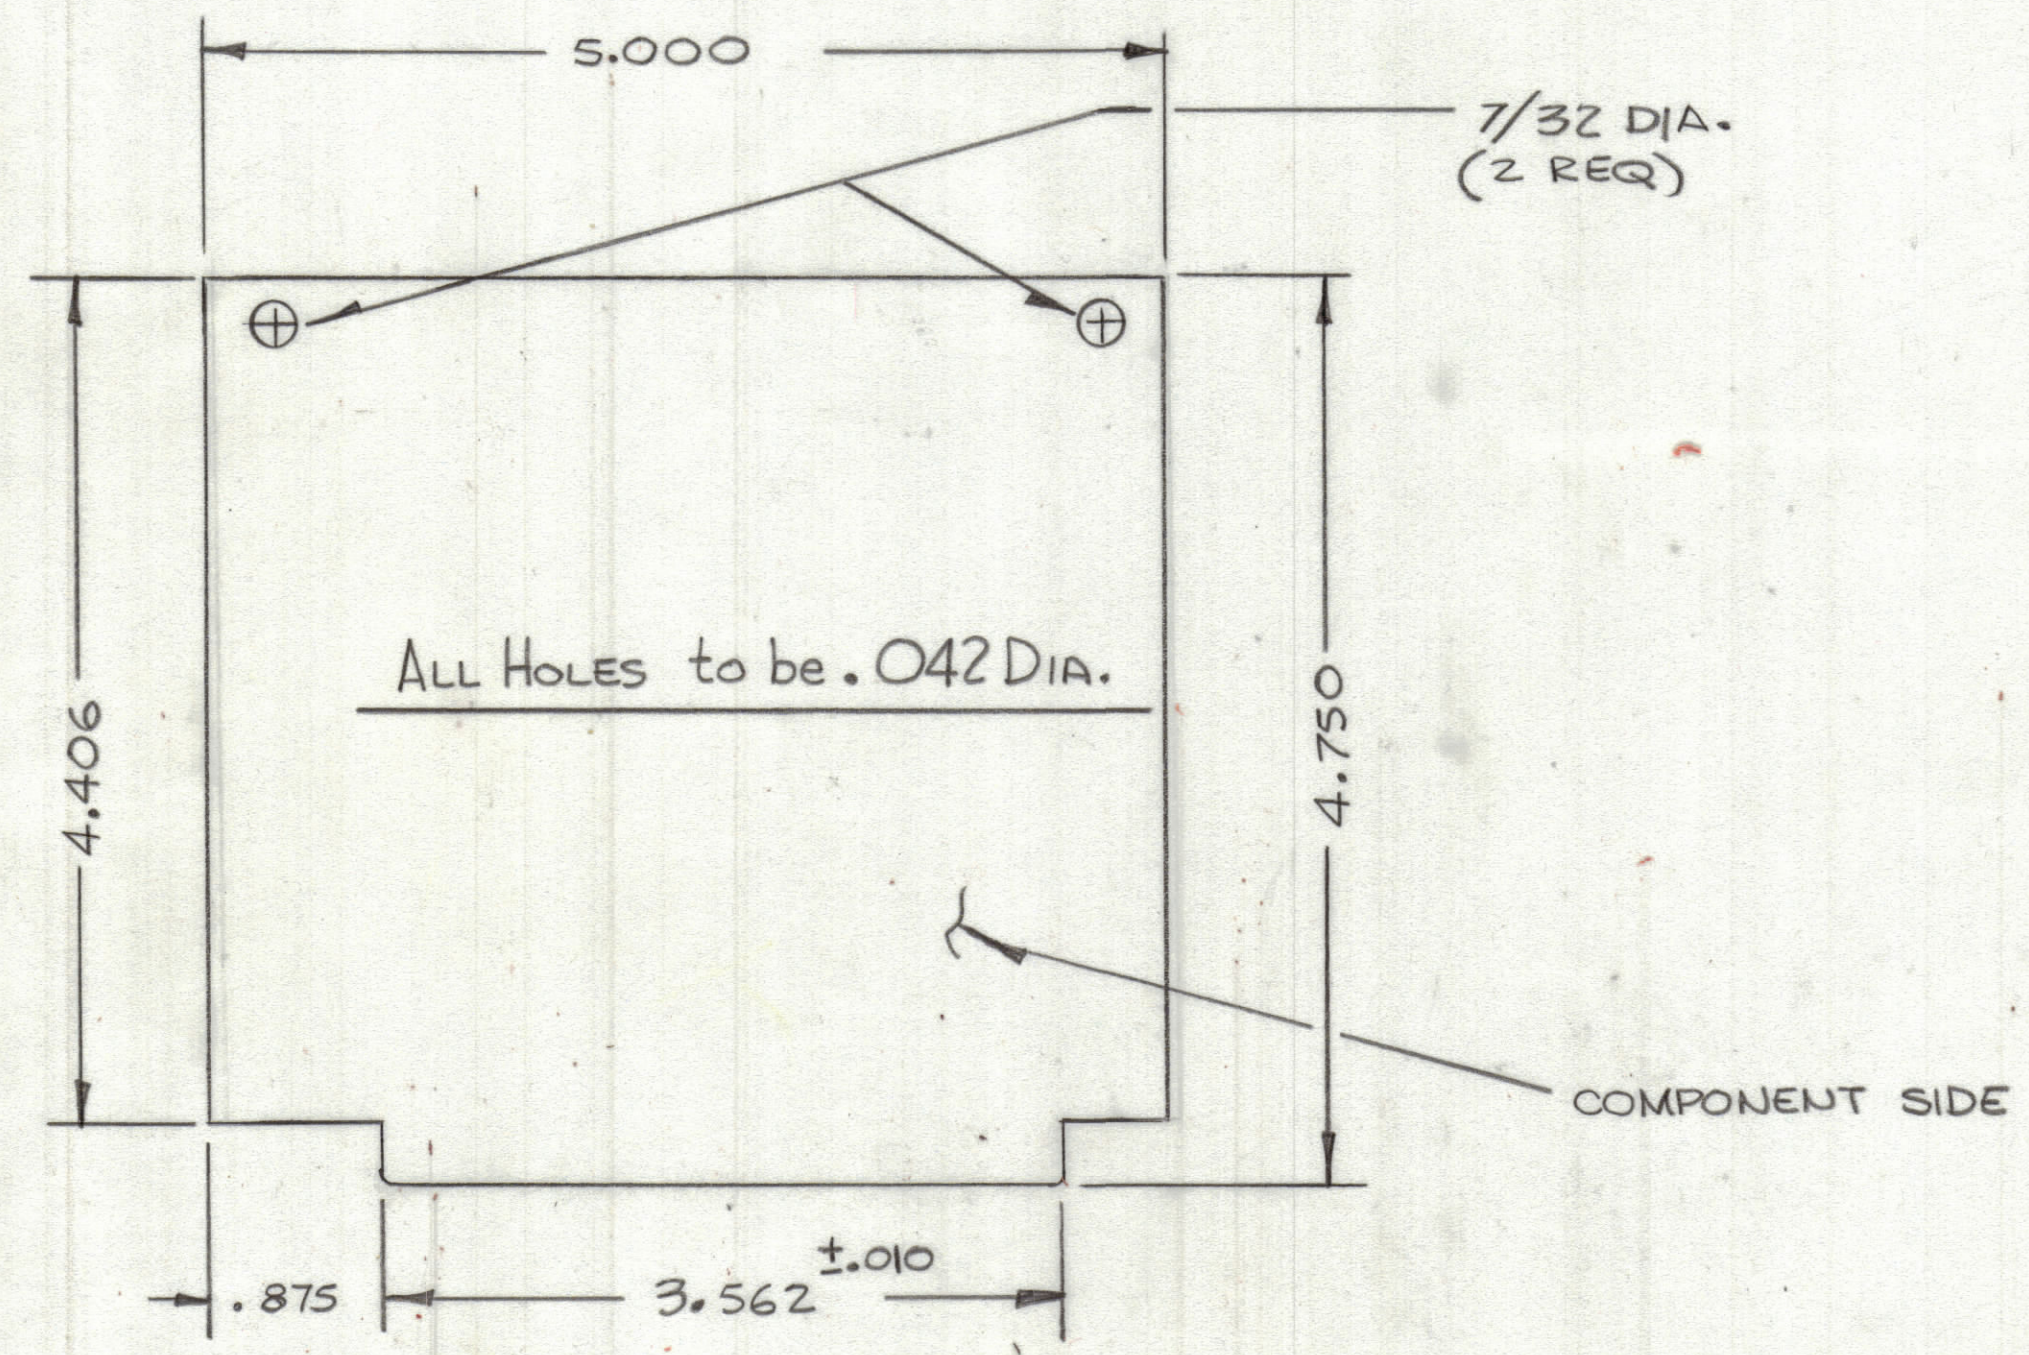 5.000
7/32 DIA.
(2 REQ)
ALL HOLES to be .042 DIA.
4.406
4.750
COMPONENT SIDE
±.010
.875
3.562